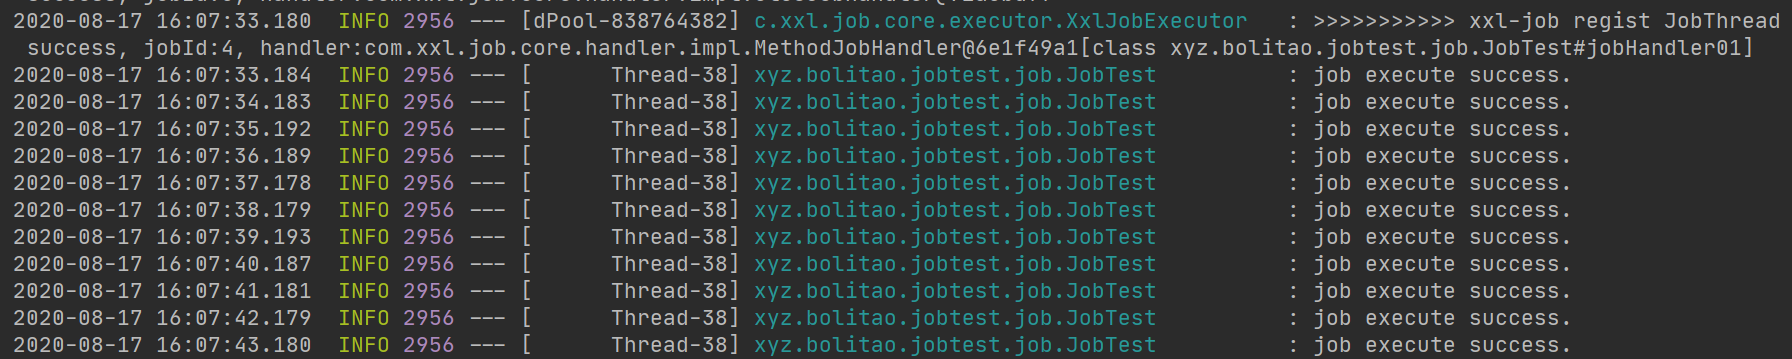 2020-08-17 16:07:33.180  INFO 2956 --- [dPool-838764382] c.xxl.job.core.executor.XxlJobExecutor   : >>>>>>>>>>> xxl-job regist JobThread
success, jobId:4, handler:com.xxl.job.core.handler.impl.MethodJobHandler@6e1f49a1[class xyz.bolitao.jobtest.job.JobTest#jobHandler01]
2020-08-17 16:07:33.184  INFO 2956 --- [      Thread-38] xyz.bolitao.jobtest.job.JobTest          : job execute success.
2020-08-17 16:07:34.183  INFO 2956 --- [      Thread-38] xyz.bolitao.jobtest.job.JobTest          : job execute success.
2020-08-17 16:07:35.192  INFO 2956 --- [      Thread-38] xyz.bolitao.jobtest.job.JobTest          : job execute success.
2020-08-17 16:07:36.189  INFO 2956 --- [      Thread-38] xyz.bolitao.jobtest.job.JobTest          : job execute success.
2020-08-17 16:07:37.178  INFO 2956 --- [      Thread-38] xyz.bolitao.jobtest.job.JobTest          : job execute success.
2020-08-17 16:07:38.179  INFO 2956 --- [      Thread-38] xyz.bolitao.jobtest.job.JobTest          : job execute success.
2020-08-17 16:07:39.193  INFO 2956 --- [      Thread-38] xyz.bolitao.jobtest.job.JobTest          : job execute success.
2020-08-17 16:07:40.187  INFO 2956 --- [      Thread-38] xyz.bolitao.jobtest.job.JobTest          : job execute success.
2020-08-17 16:07:41.181  INFO 2956 --- [      Thread-38] xyz.bolitao.jobtest.job.JobTest          : job execute success.
2020-08-17 16:07:42.179  INFO 2956 --- [      Thread-38] xyz.bolitao.jobtest.job.JobTest          : job execute success.
2020-08-17 16:07:43.180  INFO 2956 --- [      Thread-38] xyz.bolitao.jobtest.job.JobTest          : job execute success.